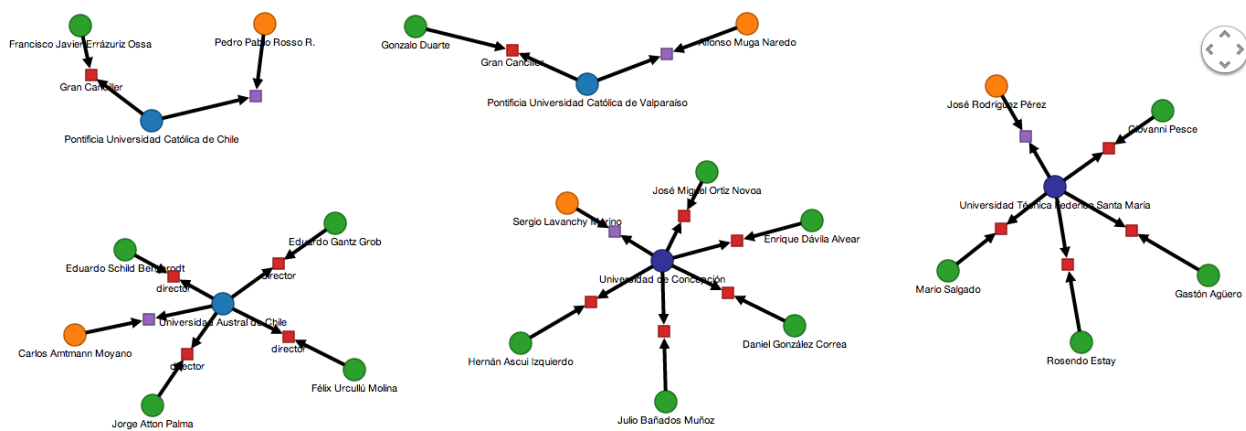 Francisco Javier Errázuriz Ossa
Pedro Pablo Rosso R.
Gran Canciller
Pontificia Universidad Católica de Chile
Gonzalo Duarte
Alfonso Muga Naredo
Gran Canciller
Pontificia Universidad Católica de Valparaíso
José Rodríguez Pérez
Giovanni Pesce
Universidad Técnica Federico Santa María
Mario Salgado
Gastón Agüero
Rosendo Estay
Eduardo Gantz Grob
Eduardo Schild
director
director
Universidad Austral de Chile
Carlos Amtmann Moyano
director
director
Félix Urcullú Molina
Jorge Atton Palma
José Miguel Ortiz Novoa
Sergio Lavanchy Merino
Enrique Dávila Alvear
Universidad de Concepción
Hernán Ascui Izquierdo
Daniel González Correa
Julio Bañados Muñoz